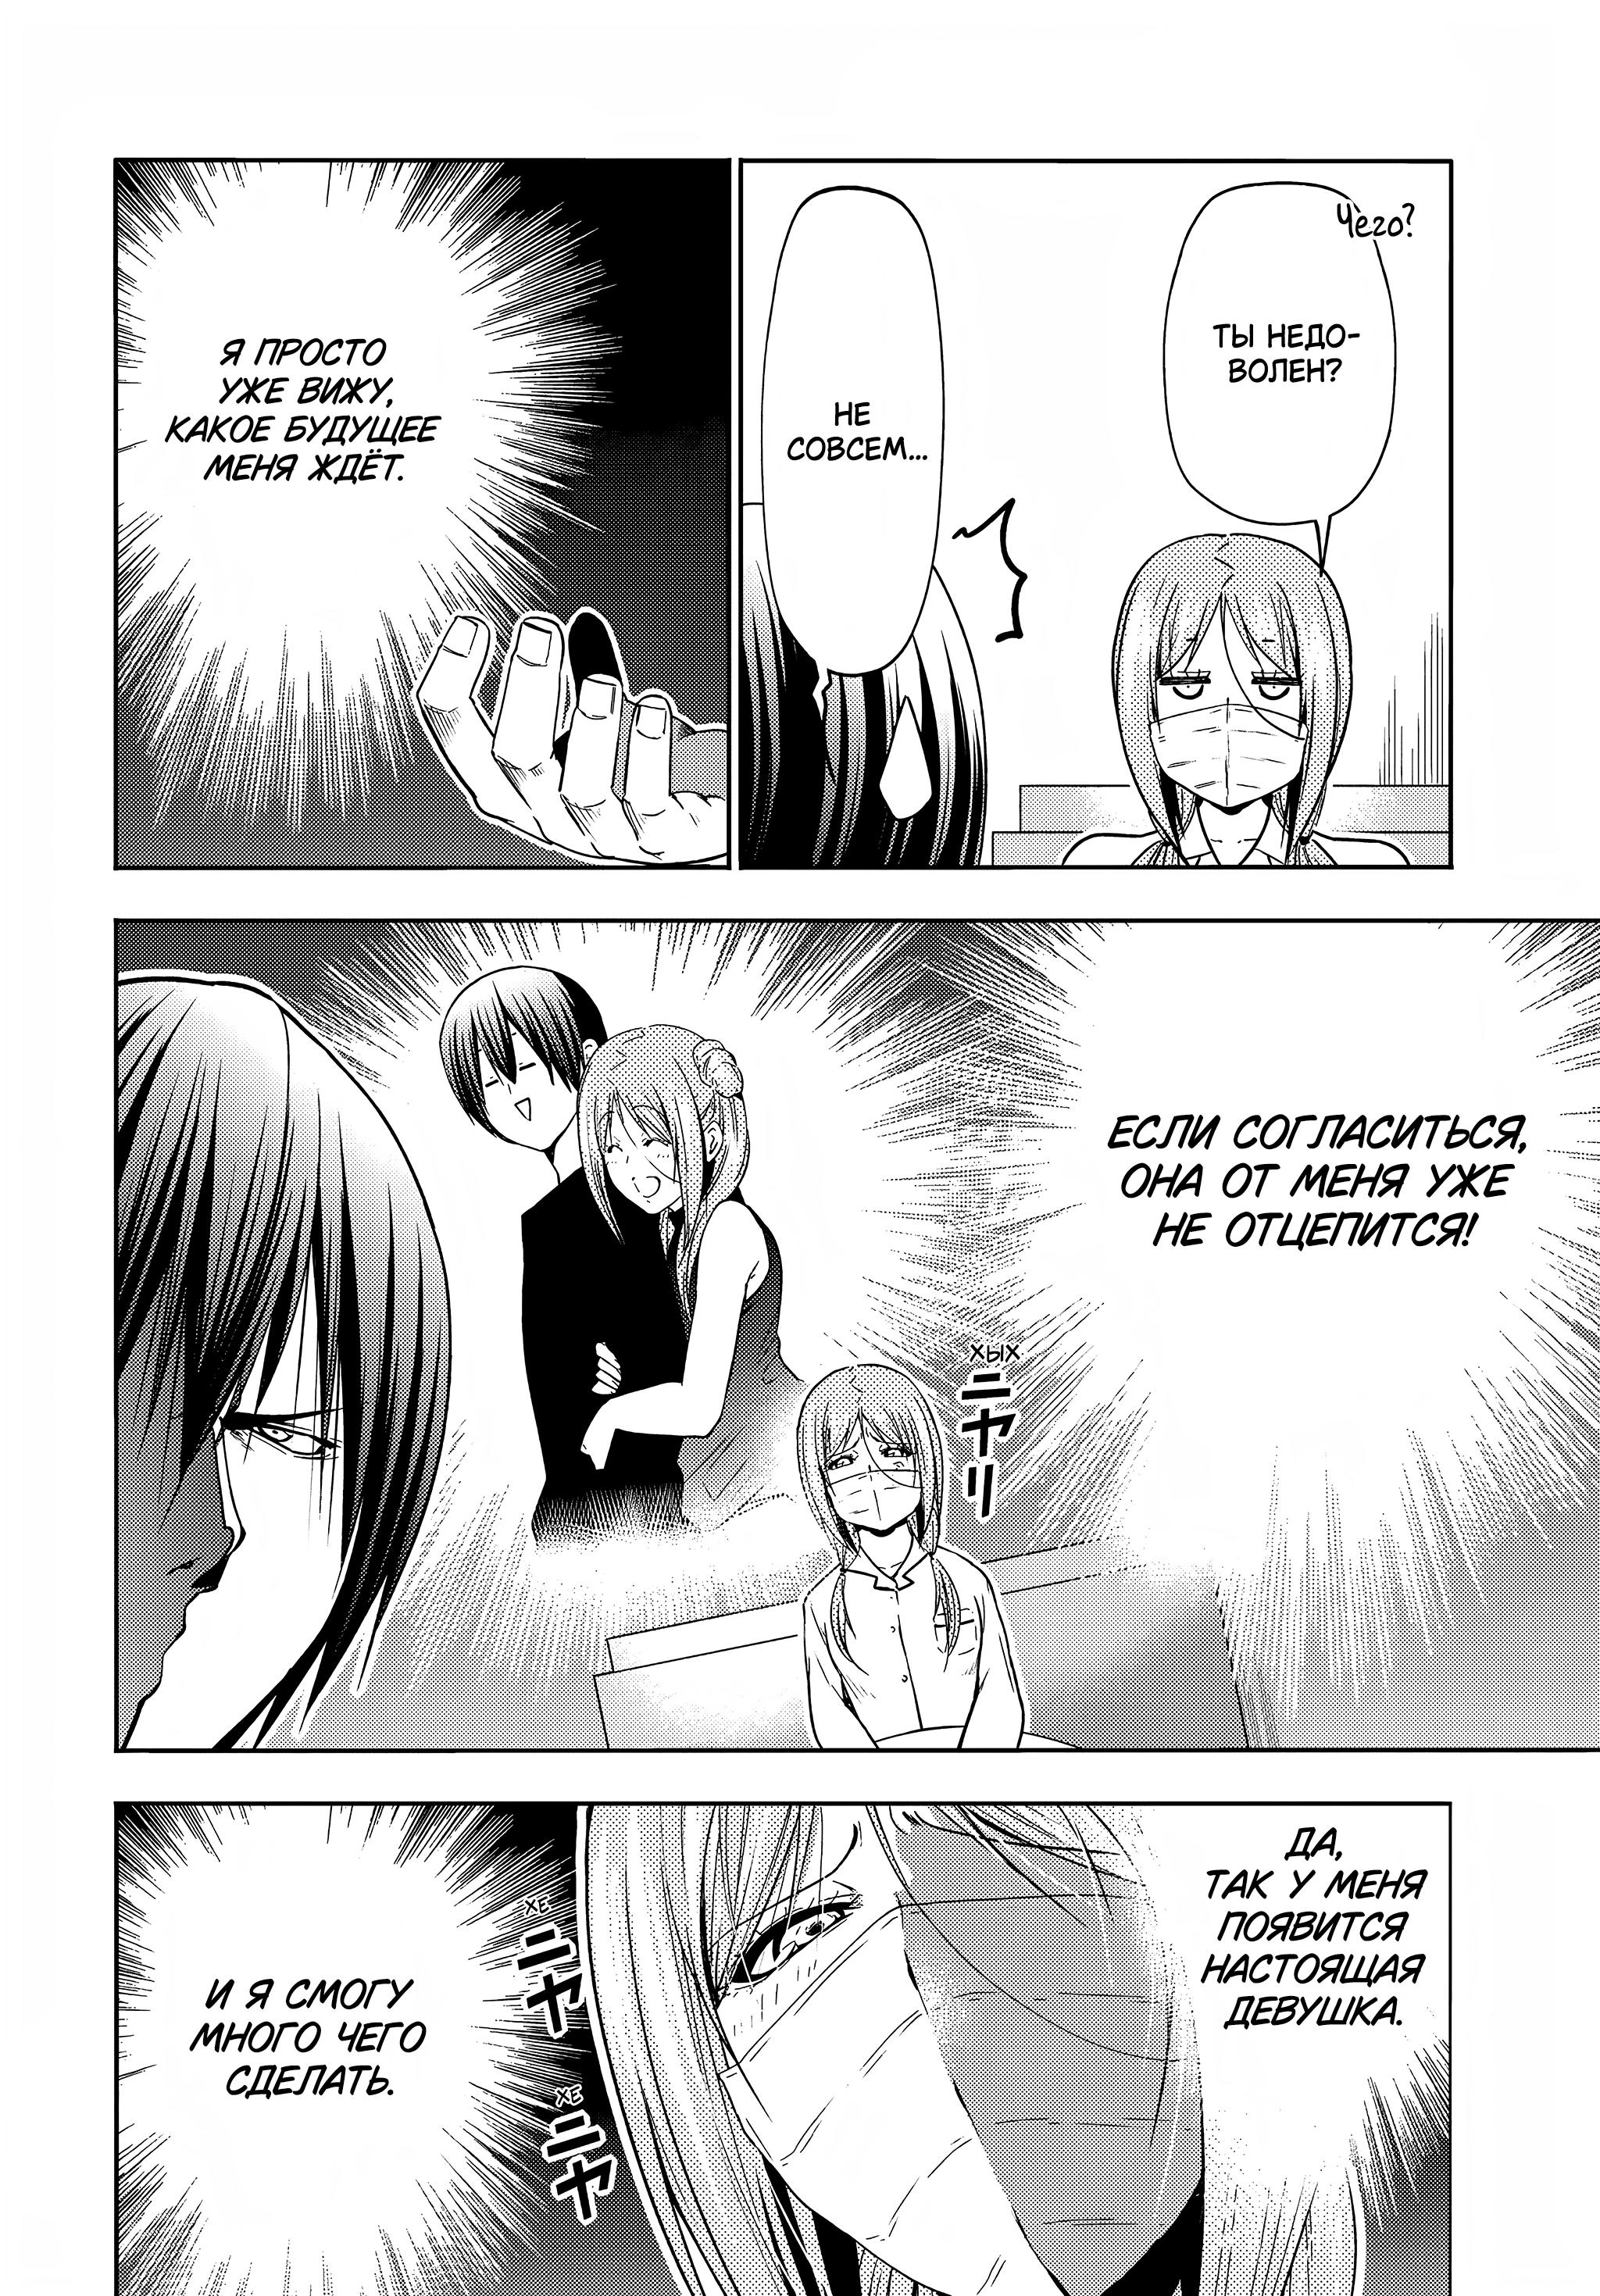 Чего?
ТЫ НЕДО-
ВОЛЕН?
НЕ
СОВСЕМ...
Я ПРОСТО
УЖЕ ВИЖУ,
КАКОЕ БУДУЩЕЕ
МЕНЯ ЖДЁТ.
ЕСЛИ СОГЛАСИТЬСЯ,
ОНА ОТ МЕНЯ УЖЕ
НЕ ОТЦЕПИТСЯ!
ХЫХ
ニヤリ
ДА,
ТАК У МЕНЯ
ПОЯВИТСЯ
НАСТОЯЩАЯ
ДЕВУШКА.
ХЕ
ニヤ
ХЕ
ニヤ
И Я СМОГУ
МНОГО ЧЕГО
СДЕЛАТЬ.